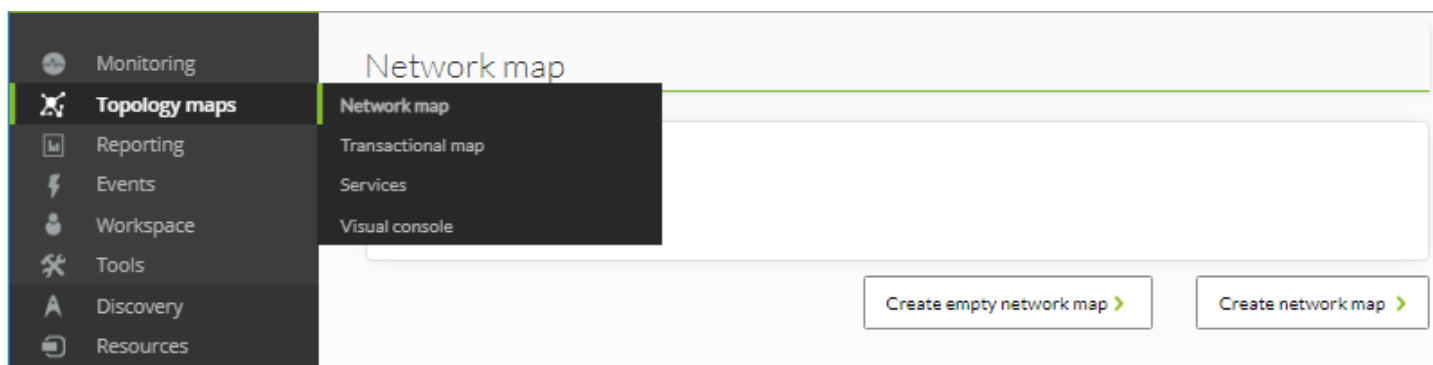 Monitoring
Topology maps
Reporting
Events
Workspace
Tools
Discovery
Resources
Network map
Network map
Transactional map
Services
Visual console
Create empty network map
Create network map